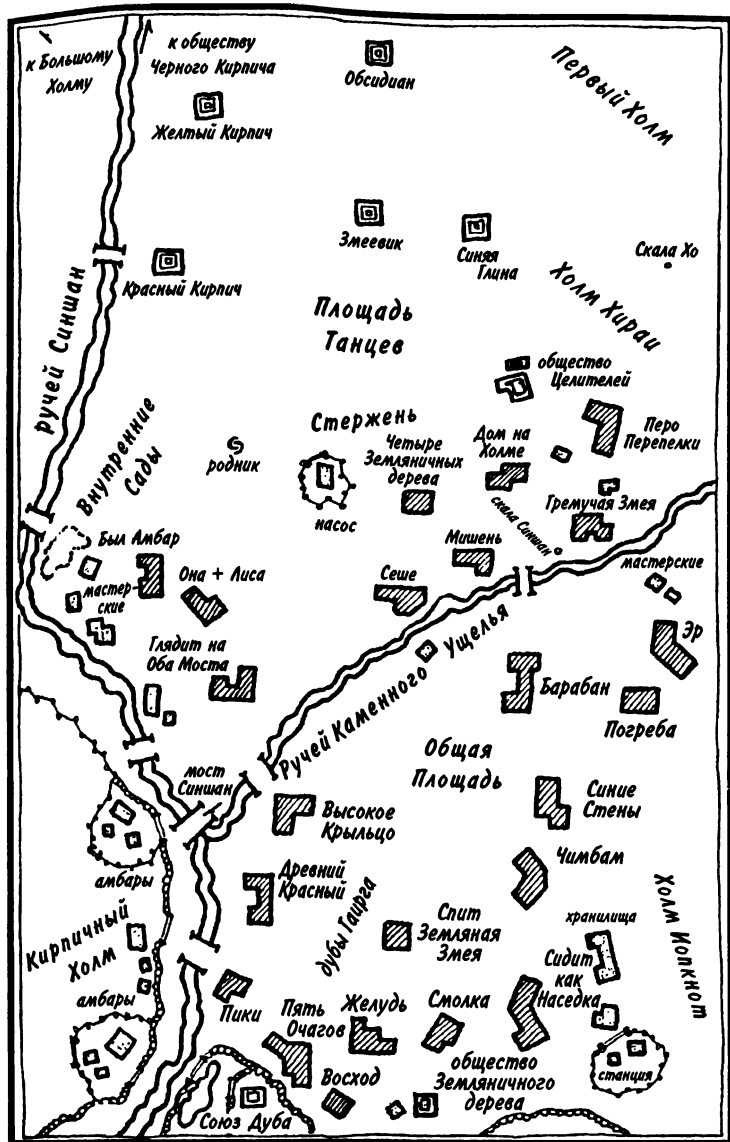 к Большому
Холму
к обществу
Черного Кирпича
Обсидиан
Первый Холм
Желтый Кирпич
Змеевик
Синяя
Глина
Скала Хо
Красный Кирпич
Холм Хираи
Площадь
Танцев
ручей Синшан
общество
Целителей
Внутренние
Сады
родник
Стержень
насос
Четыре
Земляничных
дерева
Дом на
Холме
Перо
Перепелки
скала Синшан
Гремучая Змея
Был Амбар
мастер-
ские
Она + Лиса
Сеше
Мишень
мастерские
Эр
Глядит на
Оба Моста
Ручей Каменного Ущелья
Барабан
Погреба
Общая
Площадь
мост
Синшан
Высокое
Крыльцо
Синие
Стены
амбары
Древний
Красный
Чимбам
дубы Гаирга
Спит
Земляная
Змея
хранилища
Холм Иопкнот
Кирпичный
Холм
амбары
Сидит
как
Наседка
Пики
Пять
Очагов
Желудь
Смолка
станция
Восход
общество
Земляничного
дерева
Союз Дуба